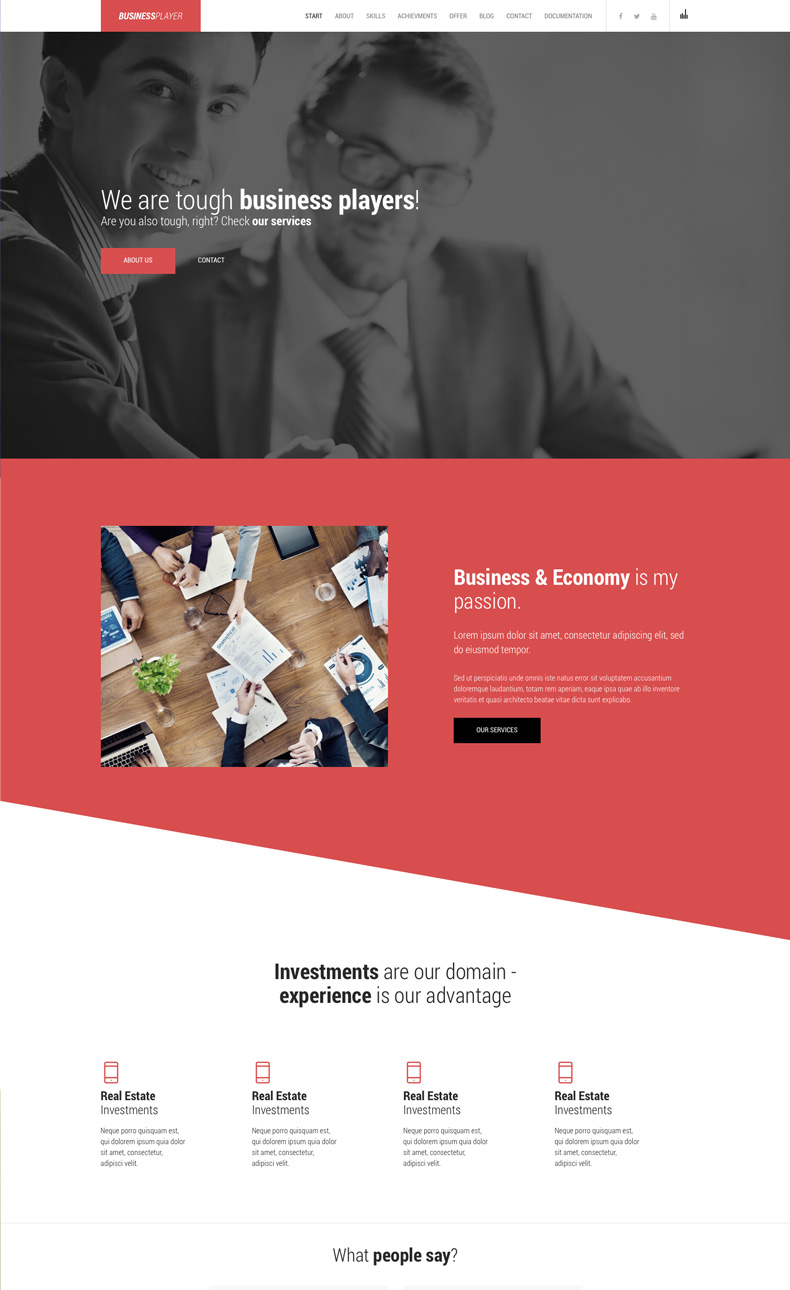 BUSINESSPLAYER
START ABOUT SKILLS ACHIEVMENTS OFFER BLOG CONTACT DOCUMENTATION
We are tough business players!
Are you also tough, right? Check our services
ABOUT US CONTACT
Statistical
Business & Economy is my
passion.
Lorem ipsum dolor sit amet, consectetur adipiscing elit, sed
do eiusmod tempor.
Sed ut perspiciatis unde omnis iste natus error sit voluptatem accusantium
doloremque laudantium, totam rem aperiam, eaque ipsa quae ab illo inventore
veritatis et quasi architecto beatae vitae dicta sunt explicabo.
OUR SERVICES
Investments are our domain -
experience is our advantage
Real Estate
Investments
Neque porro quisquam est,
qui dolorem ipsum quia dolor
sit amet, consectetur,
adipisci velit.
Real Estate
Investments
Neque porro quisquam est,
qui dolorem ipsum quia dolor
sit amet, consectetur,
adipisci velit.
Real Estate
Investments
Neque porro quisquam est,
qui dolorem ipsum quia dolor
sit amet, consectetur,
adipisci velit.
Real Estate
Investments
Neque porro quisquam est,
qui dolorem ipsum quia dolor
sit amet, consectetur,
adipisci velit.
What people say?